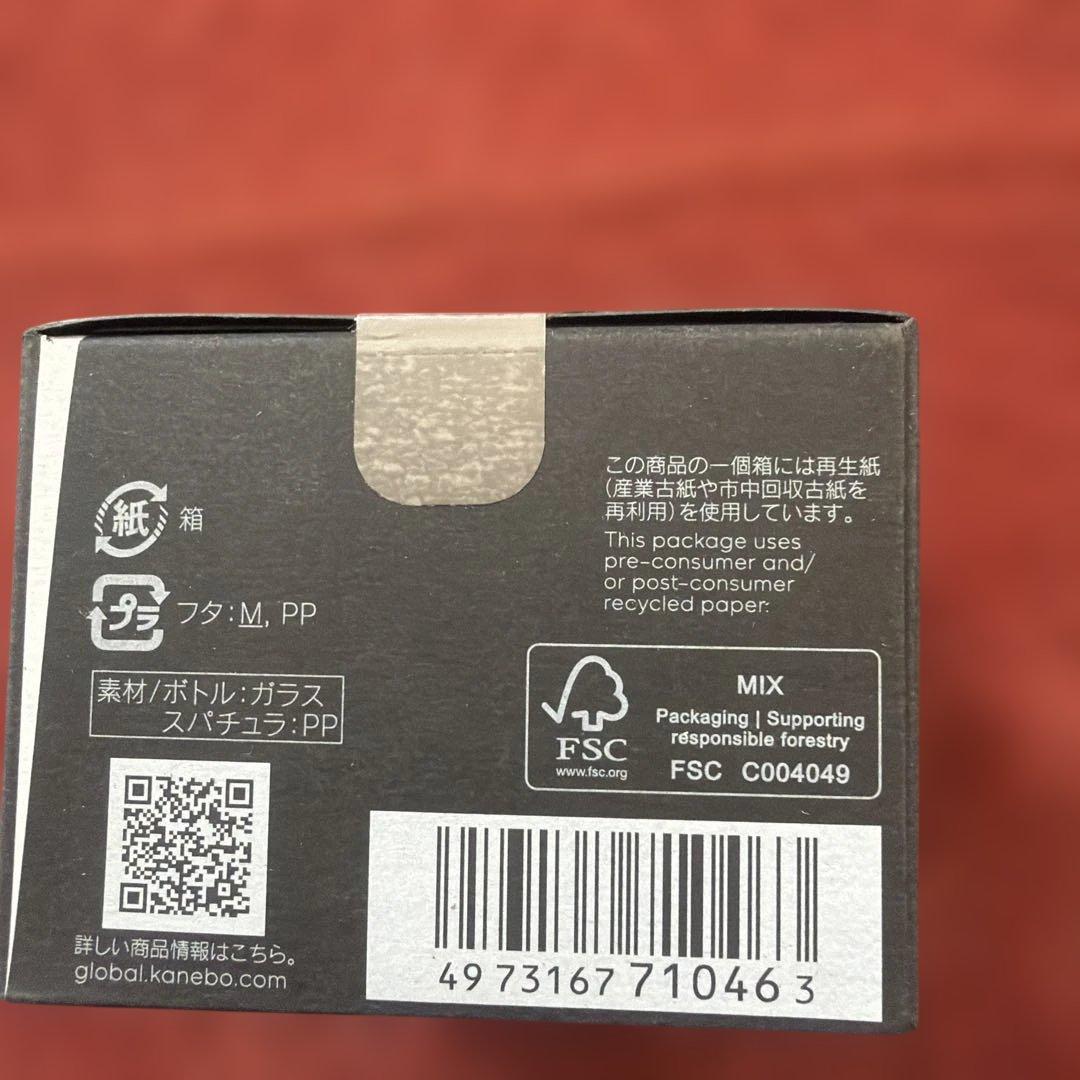 紙 箱
プラ フタ:M, PP
素材/ボトル:ガラス
スパチュラ:PP
詳しい商品情報はこちら。
global.kanebo.com
この商品の一個箱には再生紙
(産業古紙や市中回収古紙を
再利用)を使用しています。
This package uses
pre-consumer and/
or post-consumer
recycled paper.
FSC
www.fsc.org
MIX
Packaging | Supporting
responsible forestry
FSC C004049
4973167710463